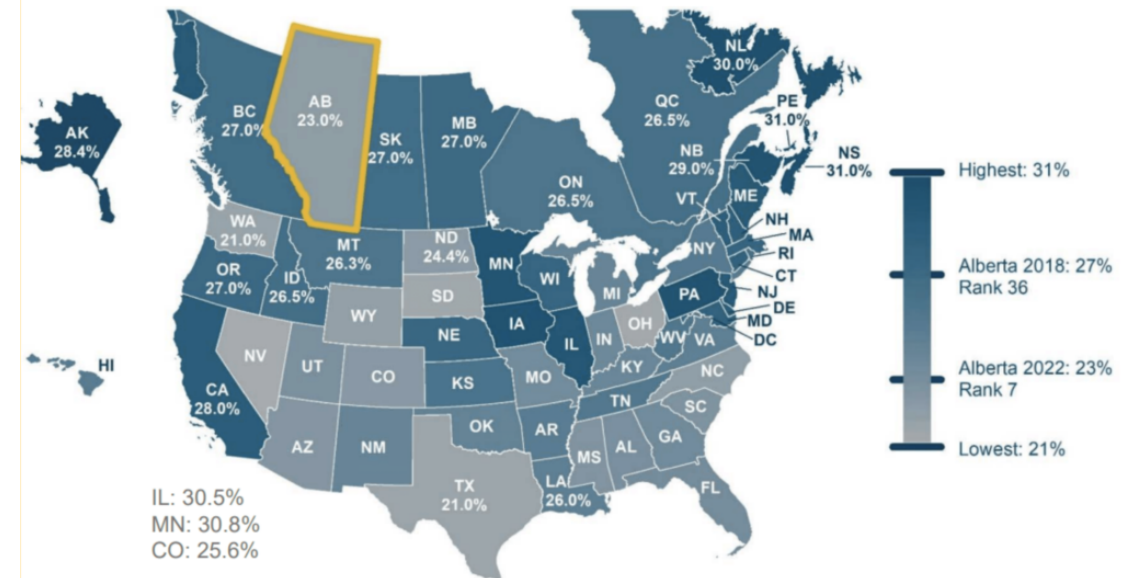 NL
30.0%
AK
28.4%
BC
27.0%
AB
23.0%
SK
27.0%
MB
27.0%
ON
26.5%
QC
26.5%
PE
31.0%
NB
29.0%
NS
31.0%
VT
ME
NH
MA
RI
CT
NJ
DE
MD
DC
WA
21.0%
OR
27.0%
ID
26.5%
MT
26.3%
ND
24.4%
SD
MN
WI
MI
NY
PA
WY
NE
IA
IL
IN
OH
WV
VA
HI
NV
CA
28.0%
UT
CO
KS
MO
KY
NC
TN
SC
AZ
NM
OK
AR
MS
AL
GA
TX
21.0%
LA
26.0%
FL
Highest: 31%
Alberta 2018: 27%
Rank 36
Alberta 2022: 23%
Rank 7
Lowest: 21%
IL: 30.5%
MN: 30.8%
CO: 25.6%